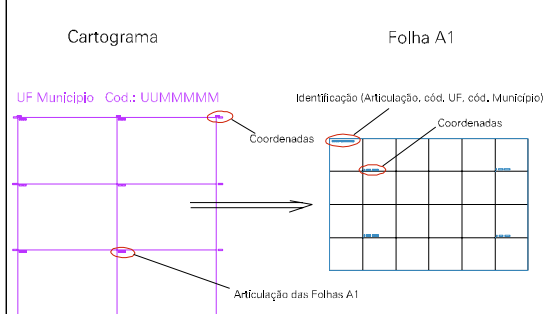 Cartograma
Folha A1
UF Município Cod.: UUMMMMM
Identificação (Articulação, cód. UF, cód. Município)
Coordenadas
Coordenadas
Articulação das Folhas A1